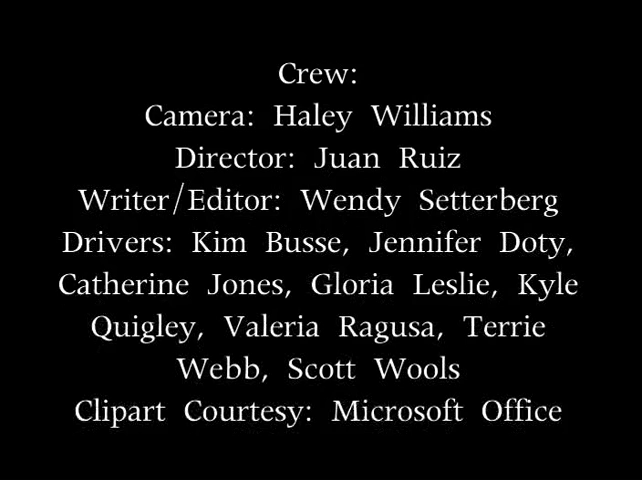 Crew:
Camera: Haley Williams
Director: Juan Ruiz
Writer/Editor: Wendy Setterberg
Drivers: Kim Busse, Jennifer Doty,
Catherine Jones, Gloria Leslie, Kyle
Quigley, Valeria Ragusa, Terrie
Webb, Scott Wools
Clipart Courtesy: Microsoft Office